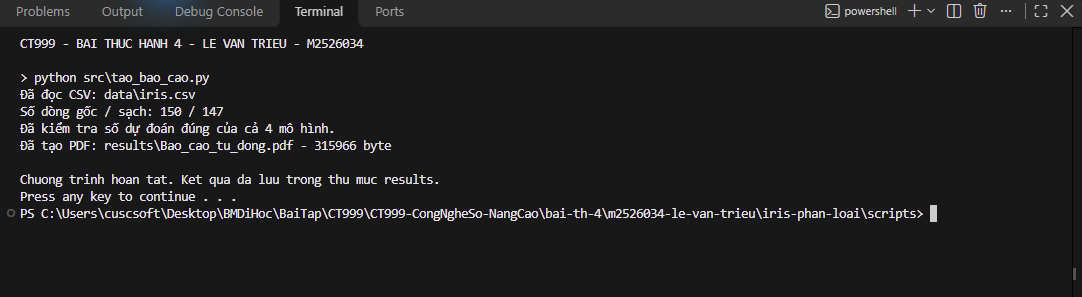 Problems Output Debug Console Terminal Ports powershell
CT999 - BAI THUC HANH 4 - LE VAN TRIEU - M2526034
> python src\tao_bao_cao.py
Đã đọc CSV: data\iris.csv
Số dòng gốc / sạch: 150 / 147
Đã kiểm tra số dự đoán đúng của cả 4 mô hình.
Đã tạo PDF: results\Bao_cao_tu_dong.pdf - 315966 byte
Chuong trinh hoan tat. Ket qua da luu trong thu muc results.
Press any key to continue . . .
PS C:\Users\cuscsoft\Desktop\BMDiHoc\BaiTap\CT999\CT999-CongNgheSo-NangCao\bai-th-4\m2526034-le-van-trieu\iris-phan-loai\scripts>